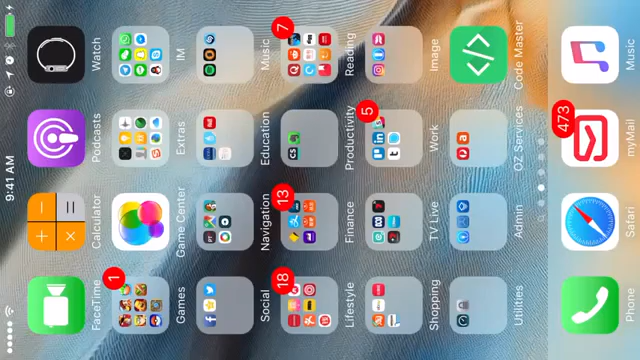 9:41 AM
FaceTime Calculator Podcasts Watch
1
Games Game Center Extras IM
Social Navigation Education Music
18 13 7
Lifestyle Finance Productivity Reading
5
Shopping TV Live Work Image
Utilities Admin OZ Services Code Master
473
Phone Safari myMail Music